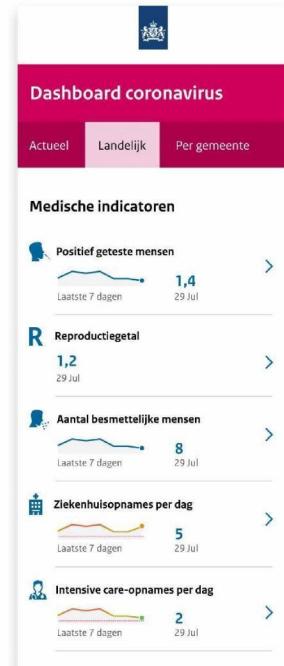 Dashboard coronavirus
Actueel Landelijk Per gemeente
Medische indicatoren
Positief geteste mensen
1,4
Laatste 7 dagen 29 Jul
R Reproductiegetal
1,2
29 Jul
Aantal besmettelijke mensen
8
Laatste 7 dagen 29 Jul
Ziekenhuisopnames per dag
5
Laatste 7 dagen 29 Jul
Intensive care-opnames per dag
2
Laatste 7 dagen 29 Jul